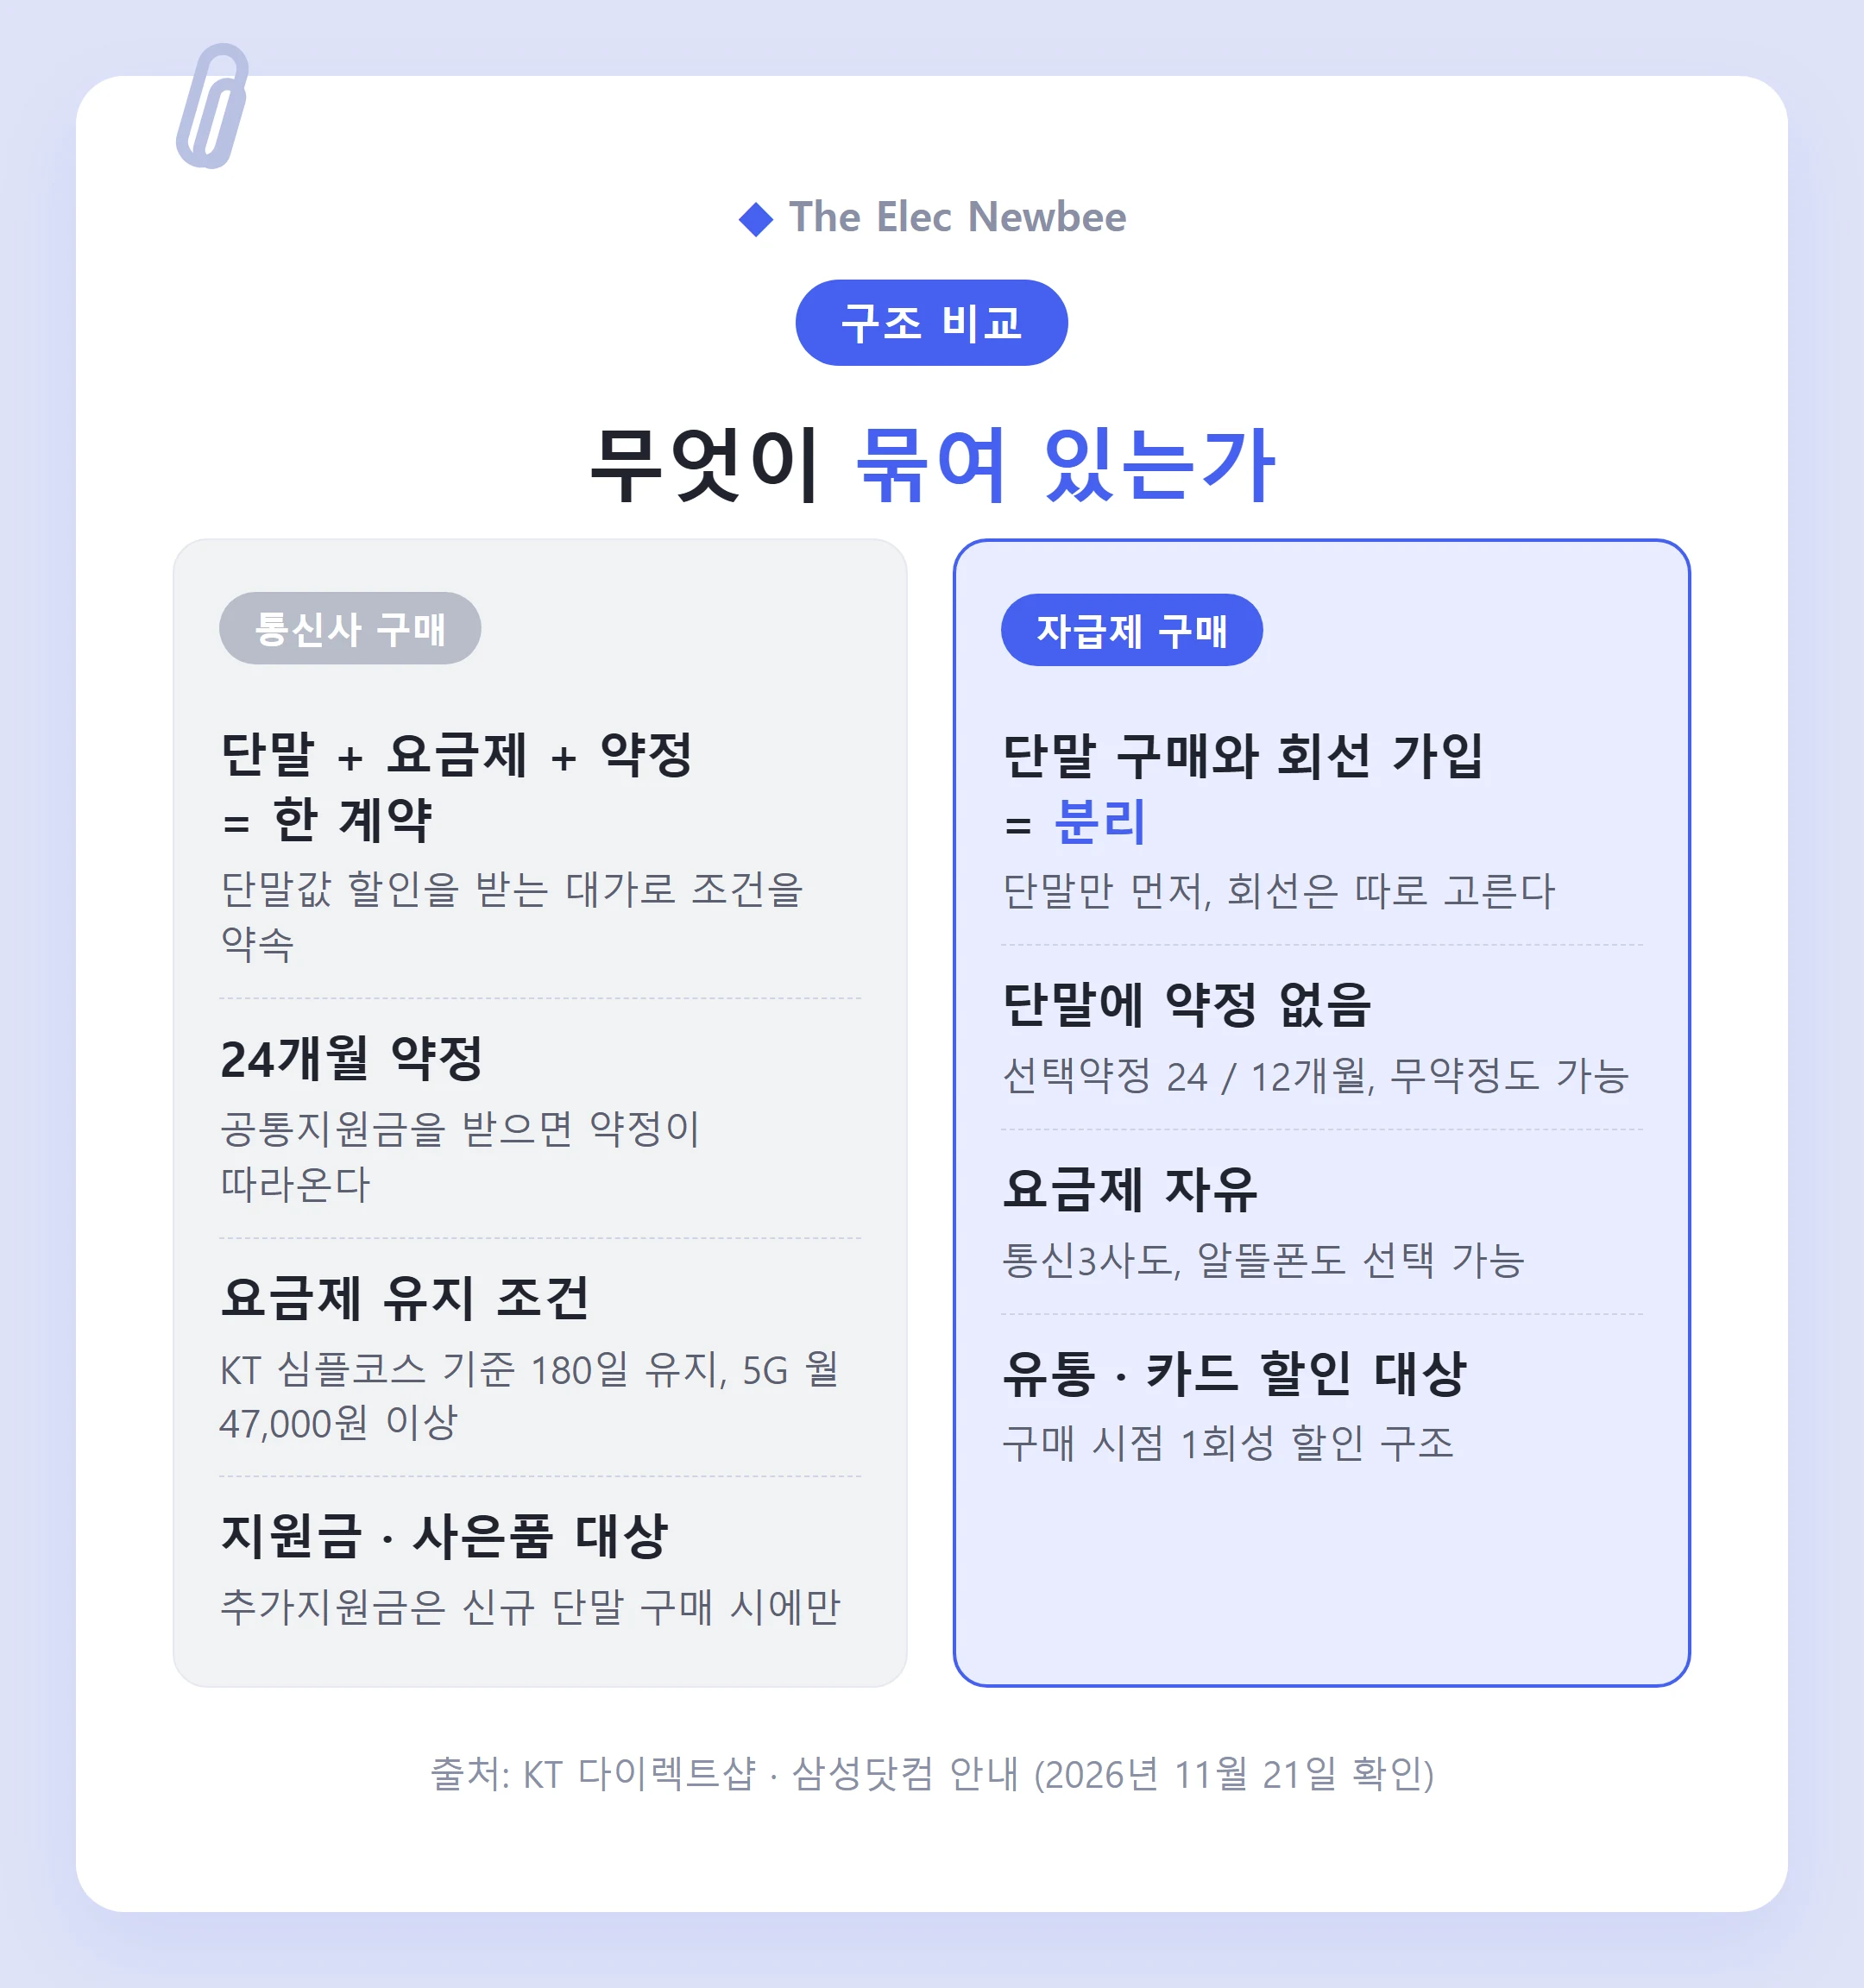 The Elec Newbee
구조 비교
무엇이 묶여 있는가
통신사 구매
단말 + 요금제 + 약정
= 한 계약
단말값 할인을 받는 대가로 조건을
약속
24개월 약정
공통지원금을 받으면 약정이
따라온다
요금제 유지 조건
KT 심플코스 기준 180일 유지, 5G 월
47,000원 이상
지원금 · 사은품 대상
추가지원금은 신규 단말 구매 시에만
자급제 구매
단말 구매와 회선 가입
= 분리
단말만 먼저, 회선은 따로 고른다
단말에 약정 없음
선택약정 24 / 12개월, 무약정도 가능
요금제 자유
통신3사도, 알뜰폰도 선택 가능
유통 · 카드 할인 대상
구매 시점 1회성 할인 구조
출처: KT 다이렉트샵 · 삼성닷컴 안내 (2026년 11월 21일 확인)